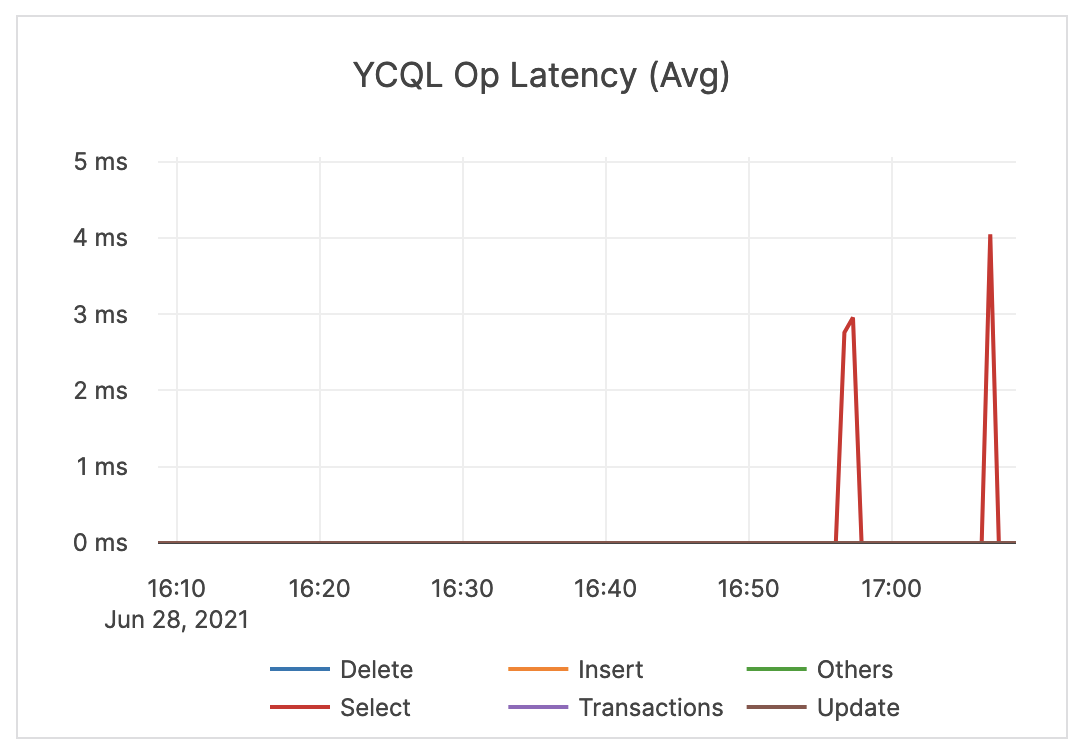 YCQL Op Latency (Avg)
5 ms
4 ms
3 ms
2 ms
1 ms
0 ms
16:10 16:20 16:30 16:40 16:50 17:00
Jun 28, 2021
Delete Insert Others
Select Transactions Update